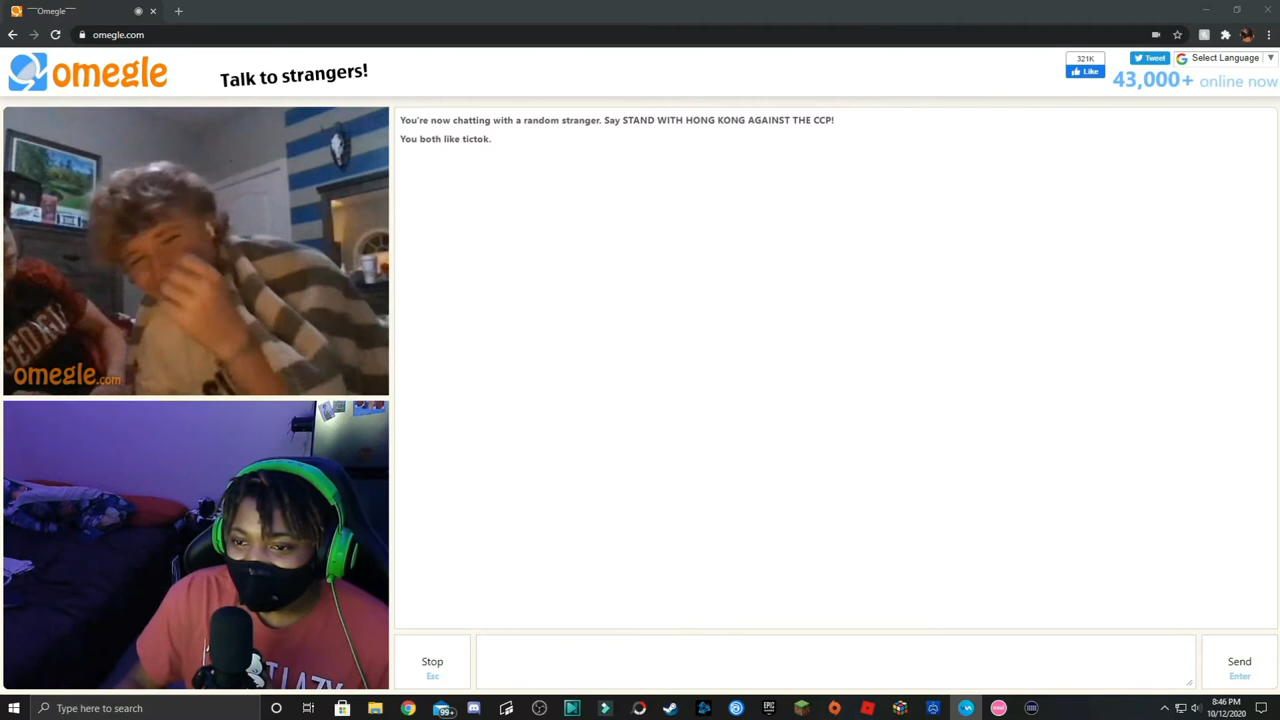 Omegle
omegle.com
omegle
Talk to strangers!
321K
Like
Tweet
Select Language
43,000+ online now
You're now chatting with a random stranger. Say STAND WITH HONG KONG AGAINST THE CCP!
You both like tictok.
omegle.com
Stop
Esc
Send
Enter
Type here to search
99+
8:46 PM
10/12/2020